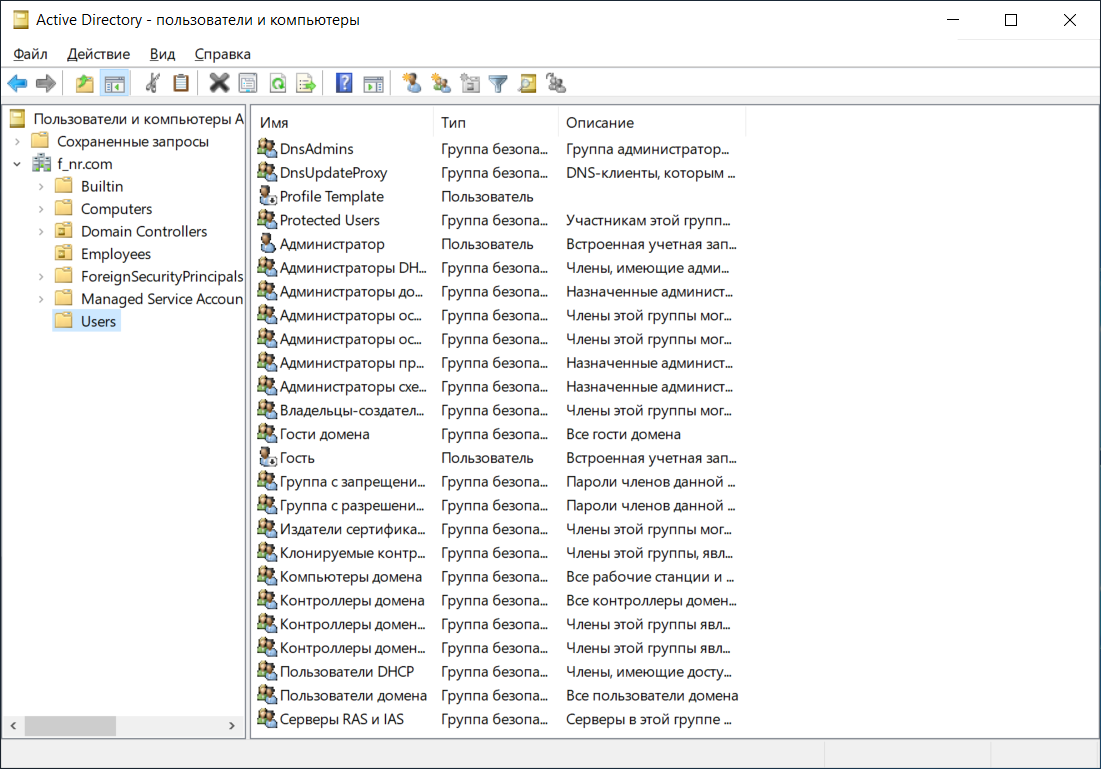 Active Directory - пользователи и компьютеры
Файл Действие Вид Справка
Пользователи и компьютеры A
Сохраненные запросы
f_nr.com
Builtin
Computers
Domain Controllers
Employees
ForeignSecurityPrincipals
Managed Service Accoun
Users
Имя Тип Описание
DnsAdmins Группа безопа... Группа администратор...
DnsUpdateProxy Группа безопа... DNS-клиенты, которым ...
Profile Template Пользователь
Protected Users Группа безопа... Участникам этой групп...
Администратор Пользователь Встроенная учетная зап...
Администраторы DH... Группа безопа... Члены, имеющие адми...
Администраторы до... Группа безопа... Назначенные админист...
Администраторы ос... Группа безопа... Члены этой группы мог...
Администраторы ос... Группа безопа... Члены этой группы мог...
Администраторы пр... Группа безопа... Назначенные админист...
Администраторы схе... Группа безопа... Назначенные админист...
Владельцы-создател... Группа безопа... Члены этой группы мог...
Гости домена Группа безопа... Все гости домена
Гость Пользователь Встроенная учетная зап...
Группа с запрещени... Группа безопа... Пароли членов данной ...
Группа с разрешени... Группа безопа... Пароли членов данной ...
Издатели сертифика... Группа безопа... Члены этой группы мог...
Клонируемые контр... Группа безопа... Члены этой группы, явл...
Компьютеры домена Группа безопа... Все рабочие станции и ...
Контроллеры домена Группа безопа... Все контроллеры домен...
Контроллеры домен... Группа безопа... Члены этой группы явл...
Контроллеры домен... Группа безопа... Члены этой группы явл...
Пользователи DHCP Группа безопа... Члены, имеющие досту...
Пользователи домена Группа безопа... Все пользователи домена
Серверы RAS и IAS Группа безопа... Серверы в этой группе ...